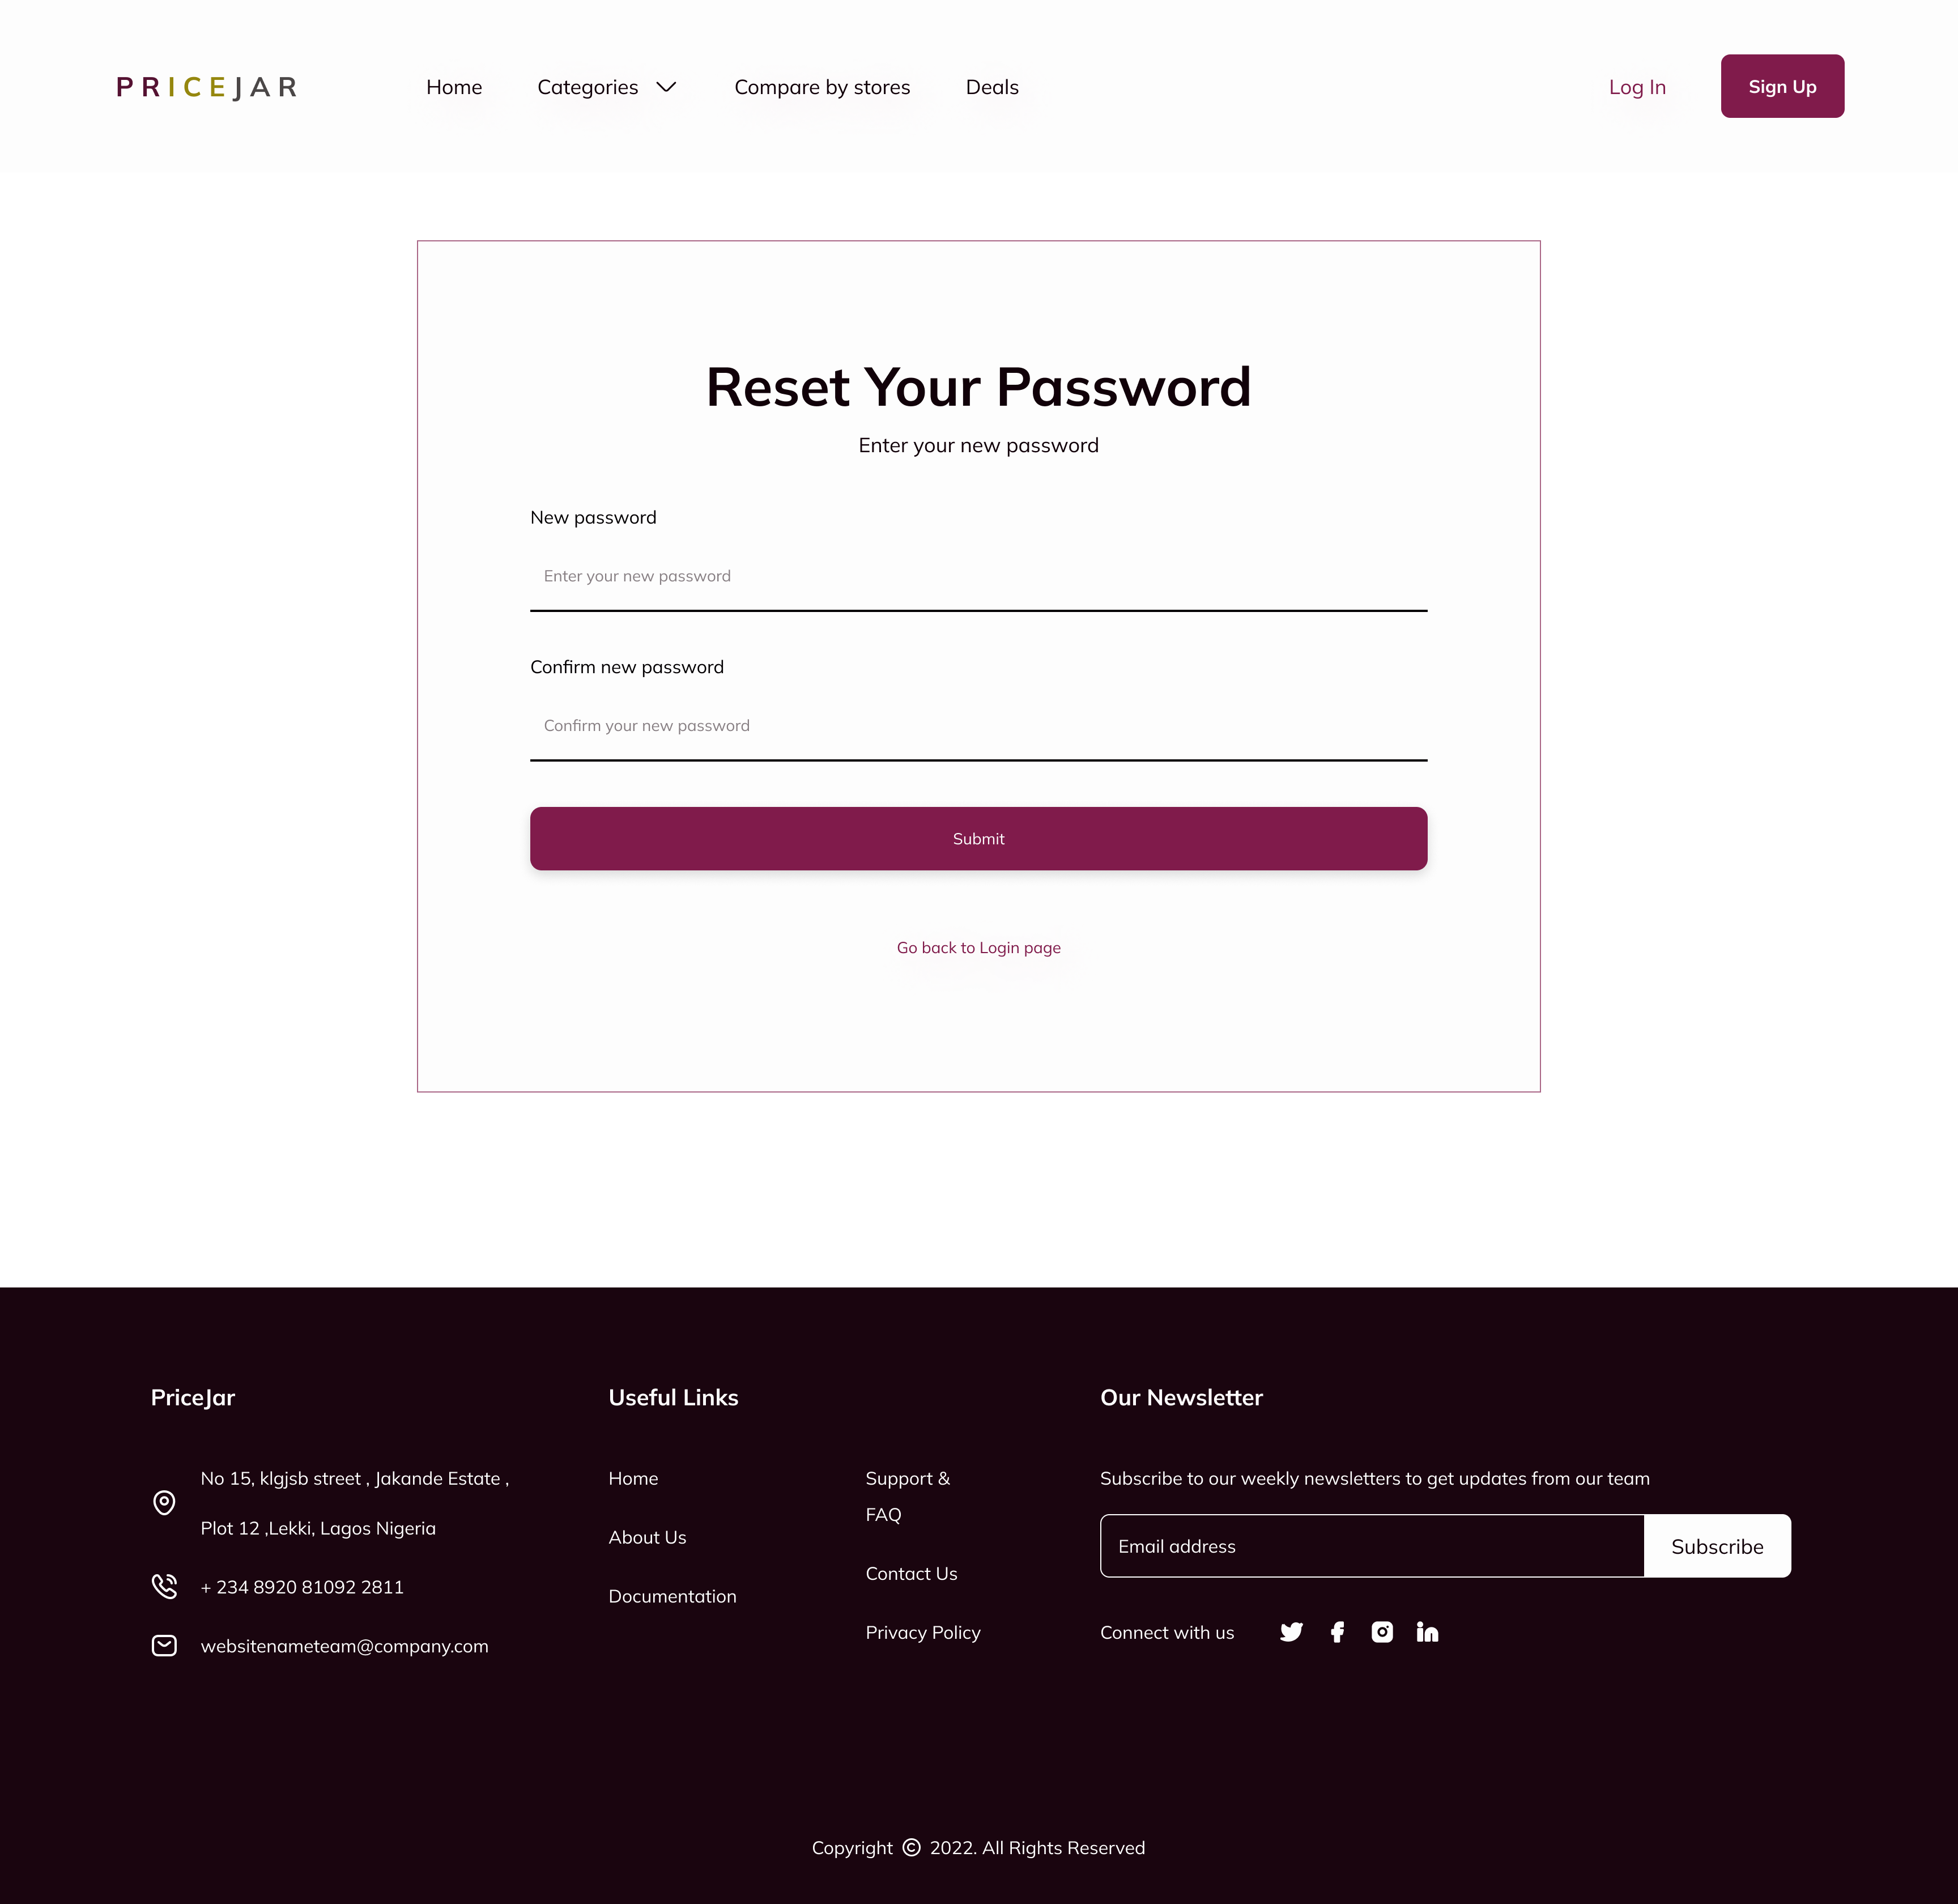 PRICEJAR
Home
Categories
Compare by stores
Deals
Log In
Sign Up
Reset Your Password
Enter your new password
New password
Enter your new password
Confirm new password
Confirm your new password
Submit
Go back to Login page
PriceJar
No 15, klgjsb street , Jakande Estate ,
Plot 12 ,Lekki, Lagos Nigeria
+ 234 8920 81092 2811
websitenameteam@company.com
Useful Links
Home
About Us
Documentation
Support &
FAQ
Contact Us
Privacy Policy
Our Newsletter
Subscribe to our weekly newsletters to get updates from our team
Email address
Subscribe
Connect with us
Copyright © 2022. All Rights Reserved